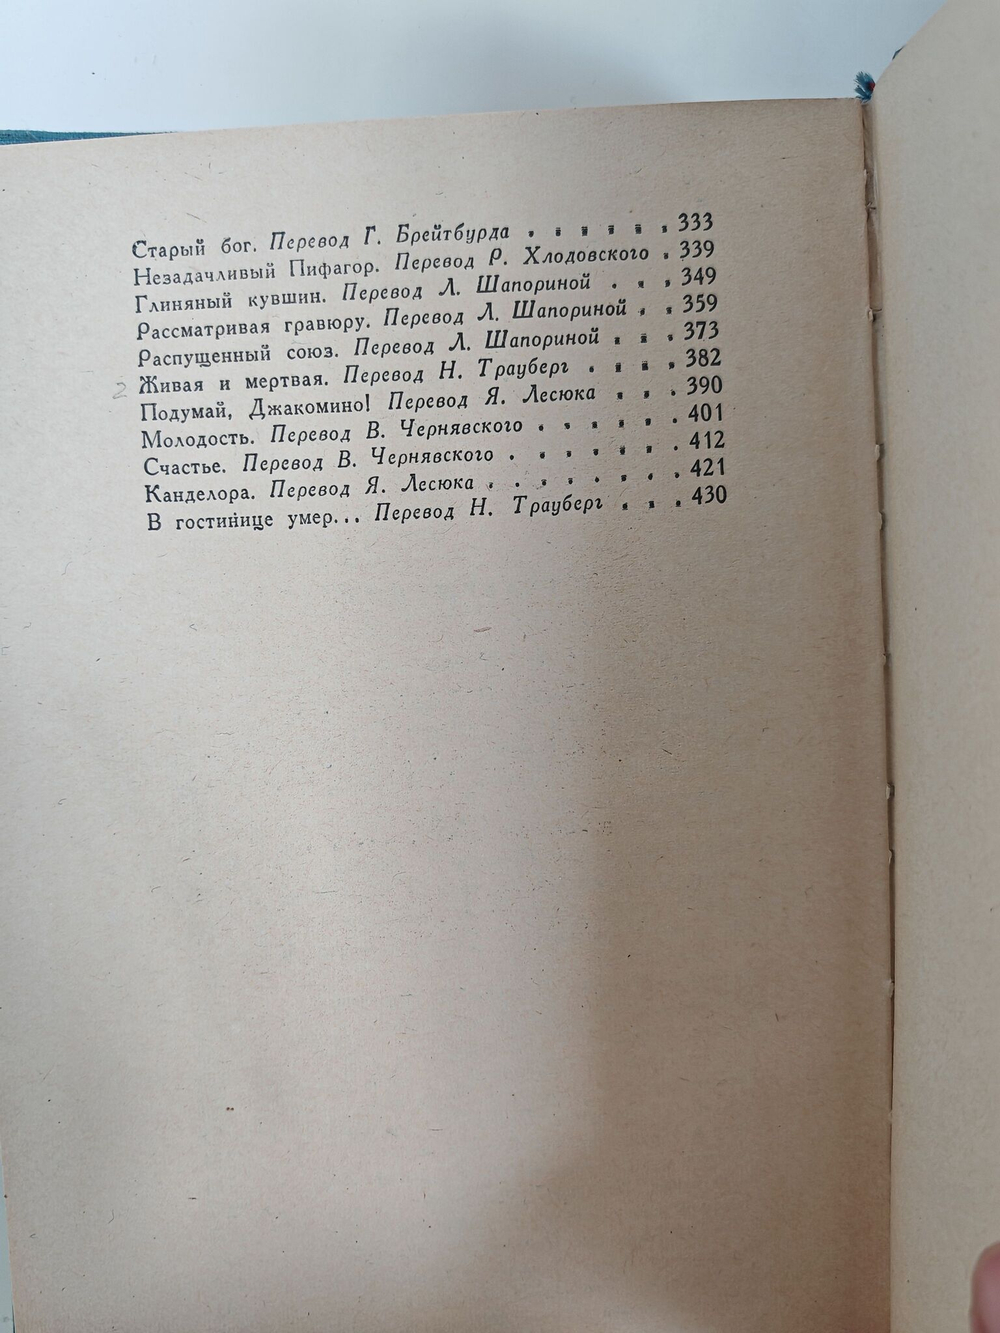 Старый бог. Перевод Г. Брейтбурда . . . . . . 333
Незадачливый Пифагор. Перевод Р. Хлодовского . 339
Глиняный кувшин. Перевод Л. Шапориной . . . 349
Рассматривая гравюру. Перевод Л. Шапориной . . 359
Распущенный союз. Перевод Л. Шапориной . . . 373
2 Живая и мертвая. Перевод Н. Трауберг . . . . 382
Подумай, Джакомино! Перевод Я. Лесюка . . . 390
Молодость. Перевод В. Чернявского . . . . . . 401
Счастье. Перевод В. Чернявского . . . . . . . 412
Канделора. Перевод Я. Лесюка . . . . . . . . 421
В гостинице умер... Перевод Н. Трауберг . . . 430